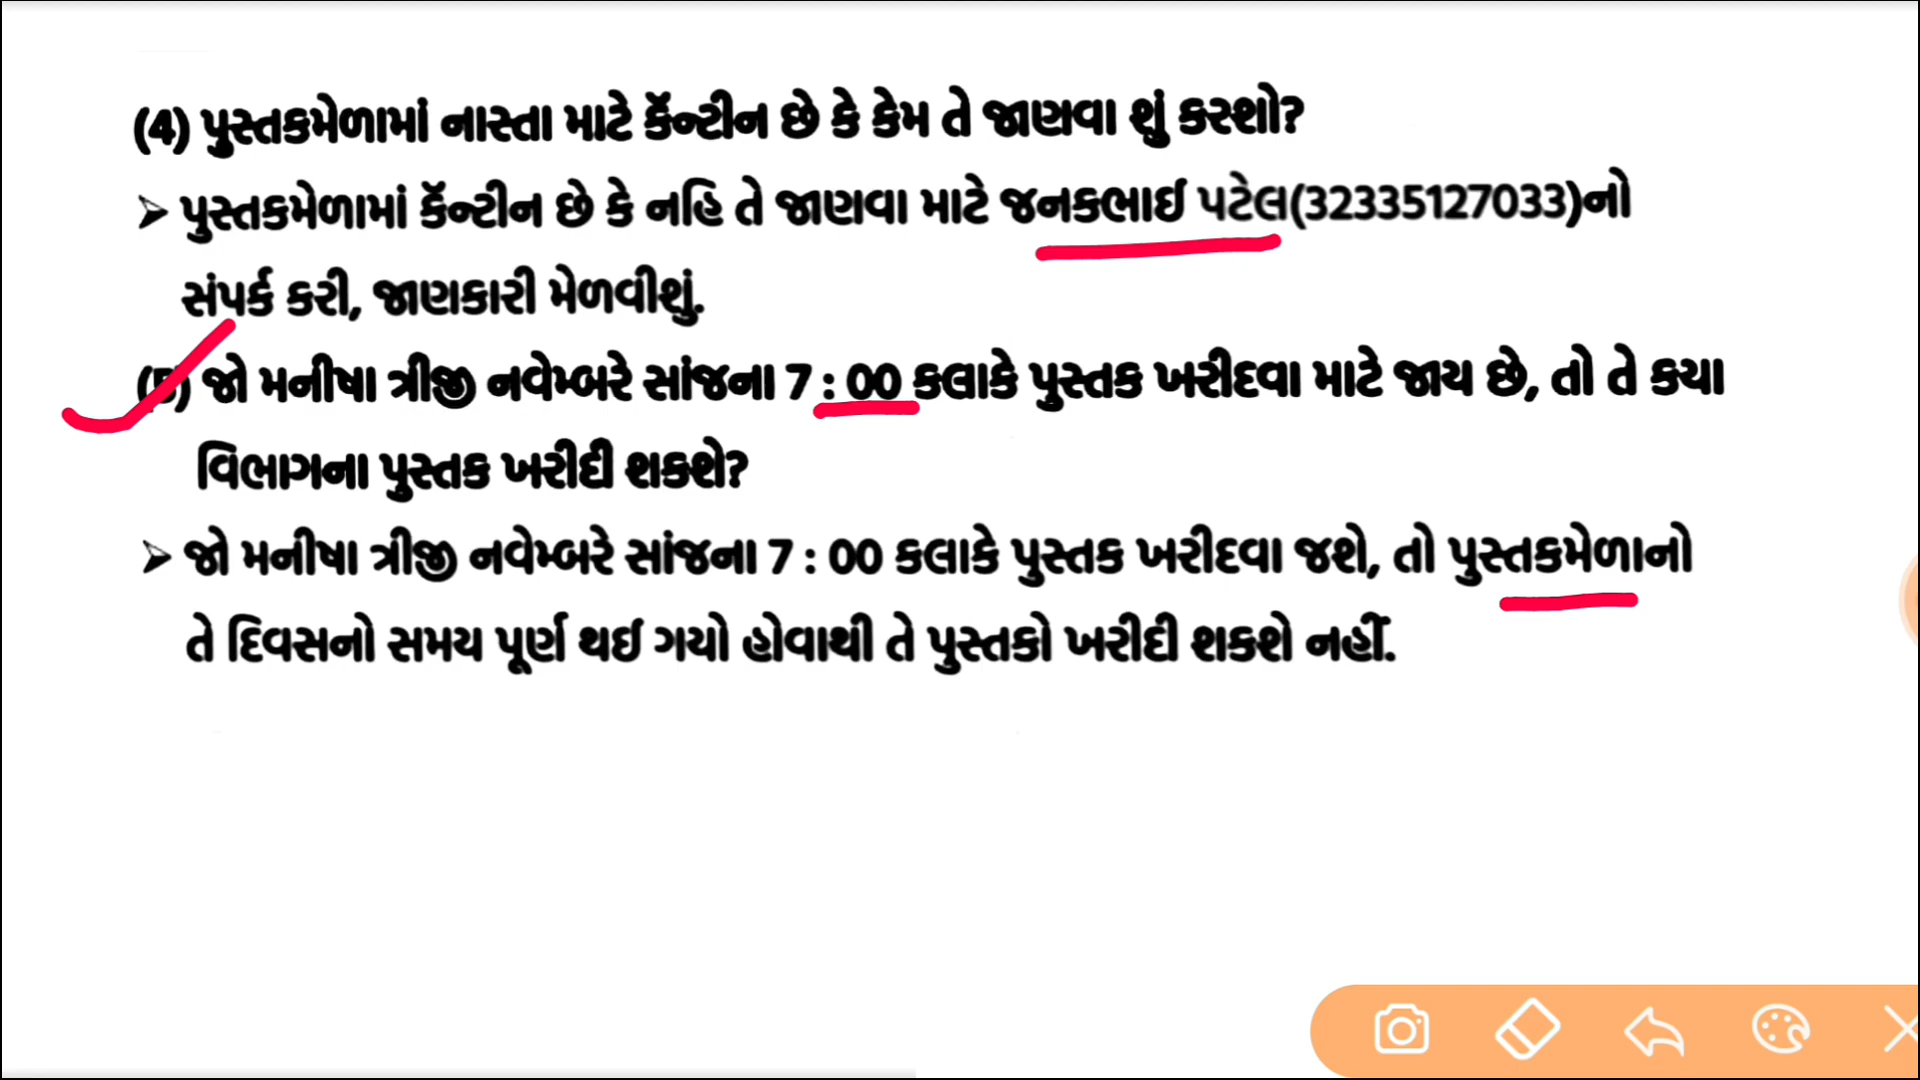 (4) પુસ્તકમેળામાં નાસ્તા માટે કૅન્ટીન છે કે કેમ તે જાણવા શું કરશો?
➢ પુસ્તકમેળામાં કૅન્ટીન છે કે નહિ તે જાણવા માટે જનકભાઈ પટેલ(32335127033)નો
સંપર્ક કરી, જાણકારી મેળવીશું.
(5) જો મનીષા ત્રીજી નવેમ્બરે સાંજના 7 : 00 કલાકે પુસ્તક ખરીદવા માટે જાય છે, તો તે કયા
વિભાગના પુસ્તક ખરીદી શકશે?
➢ જો મનીષા ત્રીજી નવેમ્બરે સાંજના 7 : 00 કલાકે પુસ્તક ખરીદવા જશે, તો પુસ્તકમેળાનો
તે દિવસનો સમય પૂર્ણ થઈ ગયો હોવાથી તે પુસ્તકો ખરીદી શકશે નહીં.